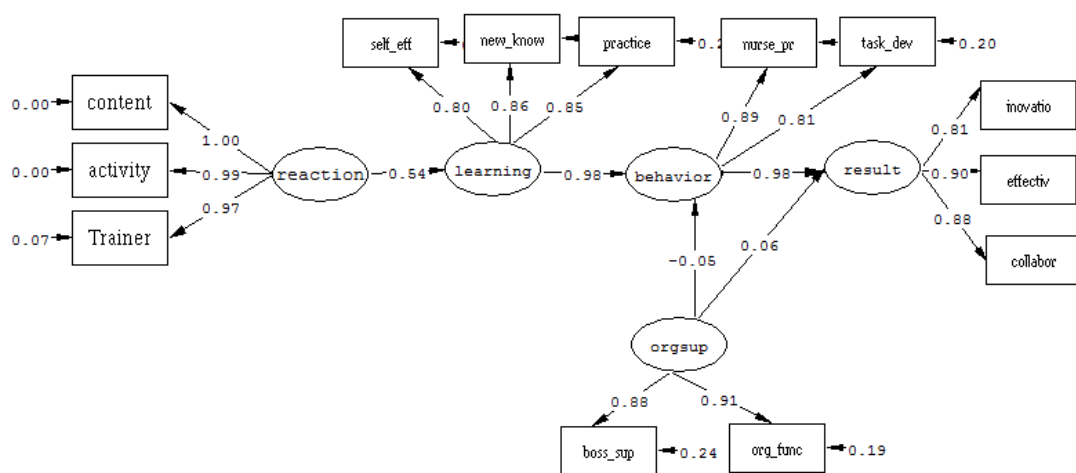 self_eff
new_know
practice
nurse_pr
task_dev
0.20
0.00
content
0.80
0.86
0.85
0.89
0.81
inovatio
0.81
1.00
0.00
activity
0.99
reaction
0.54
learning
0.98
behavior
0.98
result
0.90
effectiv
0.97
0.88
0.07
Trainer
-0.05
0.06
collabor
orgsup
0.88
0.91
boss_sup
0.24
org_func
0.19